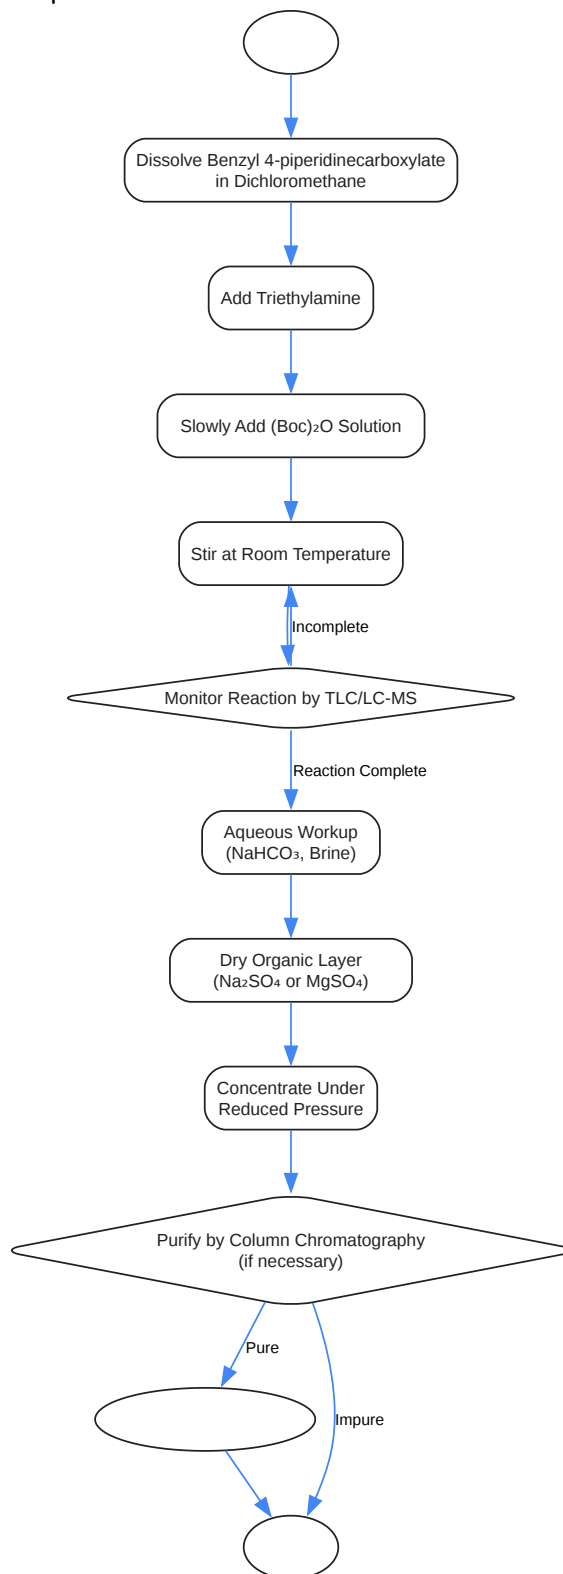 Dissolve Benzyl 4-piperidinecarboxylate
in Dichloromethane
Add Triethylamine
Slowly Add (Boc)₂O Solution
Stir at Room Temperature
Incomplete
Monitor Reaction by TLC/LC-MS
Reaction Complete
Aqueous Workup
(NaHCO₃, Brine)
Dry Organic Layer
(Na₂SO₄ or MgSO₄)
Concentrate Under
Reduced Pressure
Purify by Column Chromatography
(if necessary)
Pure
Impure